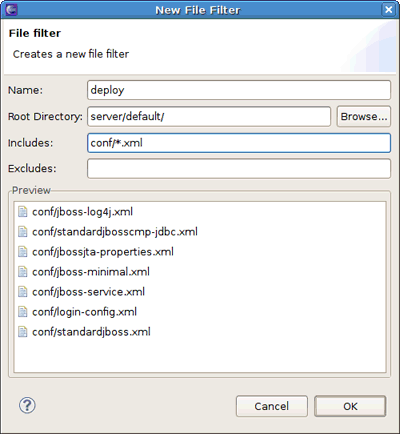 New File Filter
File filter
Creates a new file filter
Name: deploy
Root Directory: server/default/ Browse...
Includes: conf/*.xml
Excludes:
Preview
conf/jboss-log4j.xml
conf/standardjbosscmp-jdbc.xml
conf/jbossjta-properties.xml
conf/jboss-minimal.xml
conf/jboss-service.xml
conf/login-config.xml
conf/standardjboss.xml
? Cancel OK